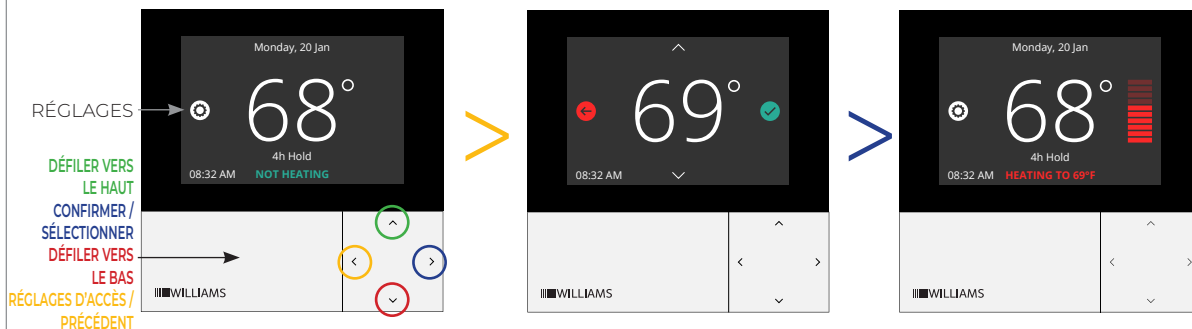 RÉGLAGES
DÉFILER VERS
LE HAUT
CONFIRMER /
SÉLECTIONNER
DÉFILER VERS
LE BAS
RÉGLAGES D'ACCÈS /
PRÉCÉDENT
Monday, 20 Jan
68°
4h Hold
08:32 AM NOT HEATING
WILLIAMS
>
69°
08:32 AM
WILLIAMS
>
Monday, 20 Jan
68°
4h Hold
08:32 AM HEATING TO 69ºF
WILLIAMS